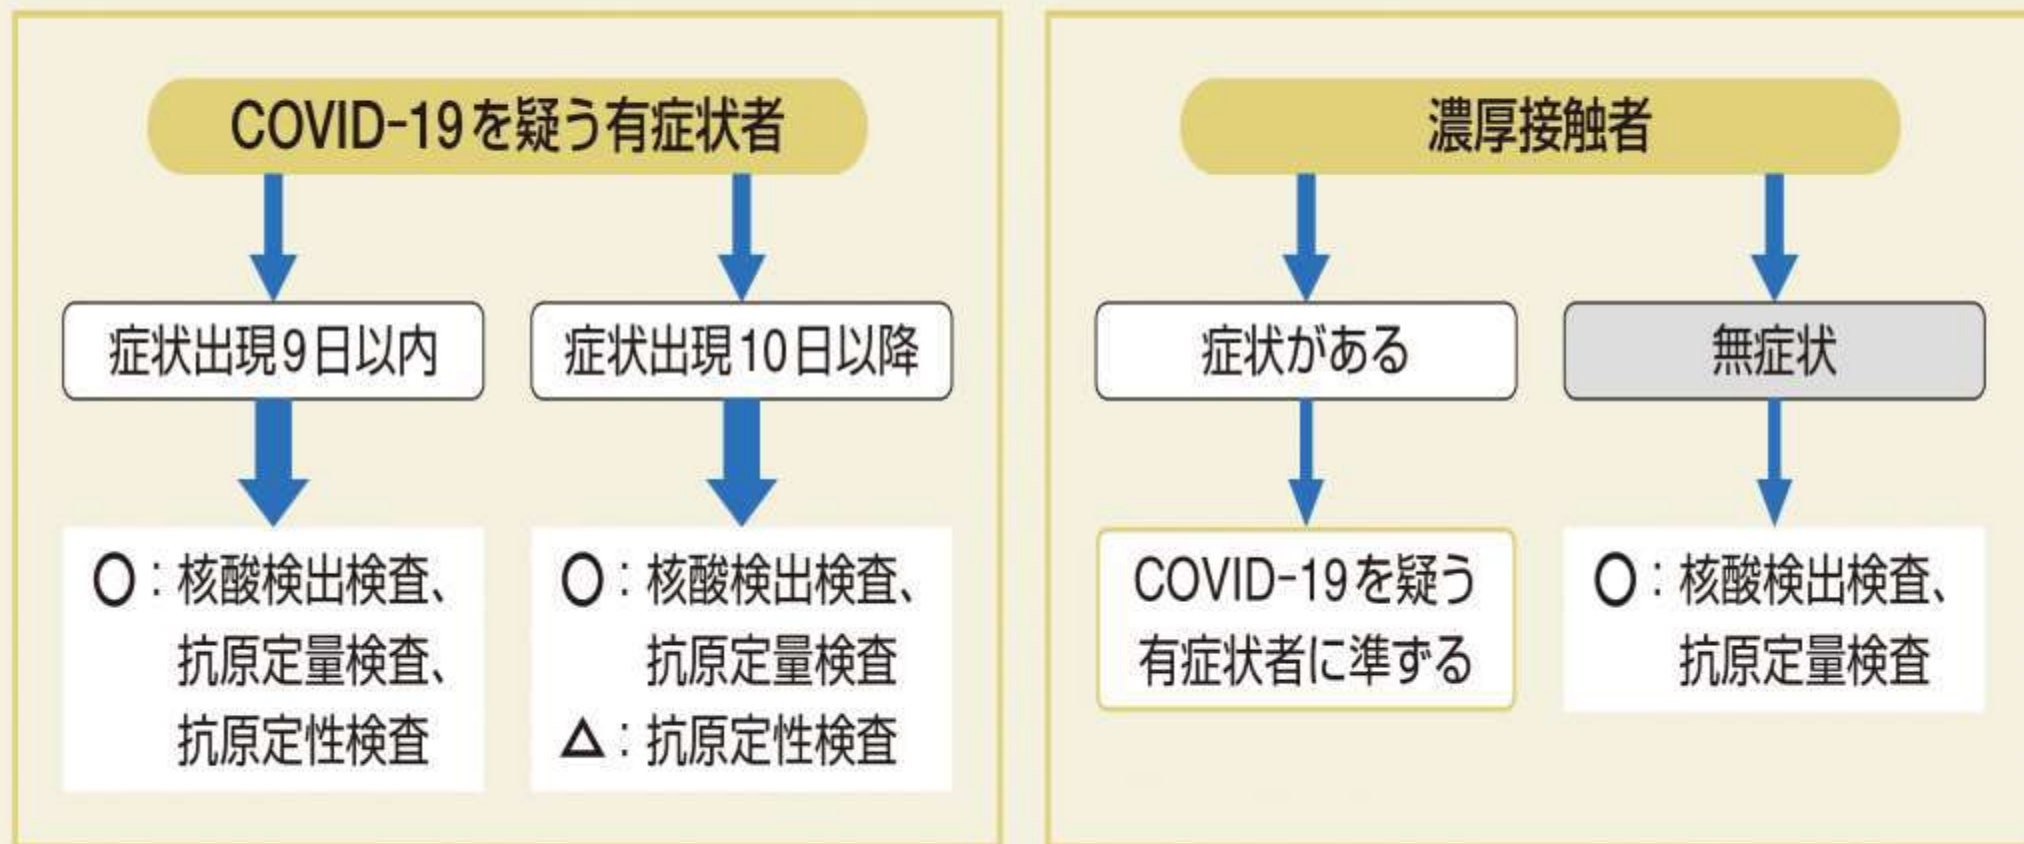 COVID-19を疑う有症状者
症状出現9日以内
症状出現10日以降
○：核酸検出検査、
抗原定量検査、
抗原定性検査
○：核酸検出検査、
抗原定量検査
△：抗原定性検査
濃厚接触者
症状がある
無症状
COVID-19を疑う
有症状者に準ずる
○：核酸検出検査、
抗原定量検査